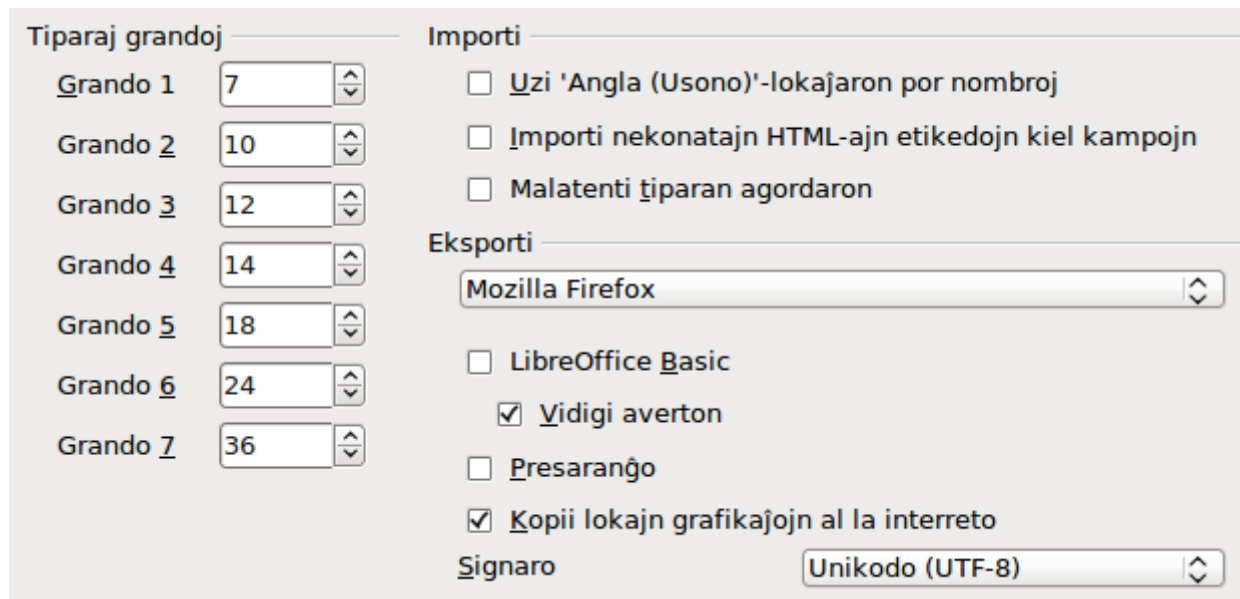 Tiparaj grandoj
Grando 1 7
Grando 2 10
Grando 3 12
Grando 4 14
Grando 5 18
Grando 6 24
Grando 7 36
Importi
Uzi 'Angla (Usono)'-lokaĵaron por nombroj
Importi nekonatajn HTML-ajn etikedojn kiel kampojn
Malatenti tiparan agordaron
Eksporti
Mozilla Firefox
LibreOffice Basic
Vidigi averton
Presaranĝo
Kopii lokajn grafikaĵojn al la interreto
Signaro Unikodo (UTF-8)